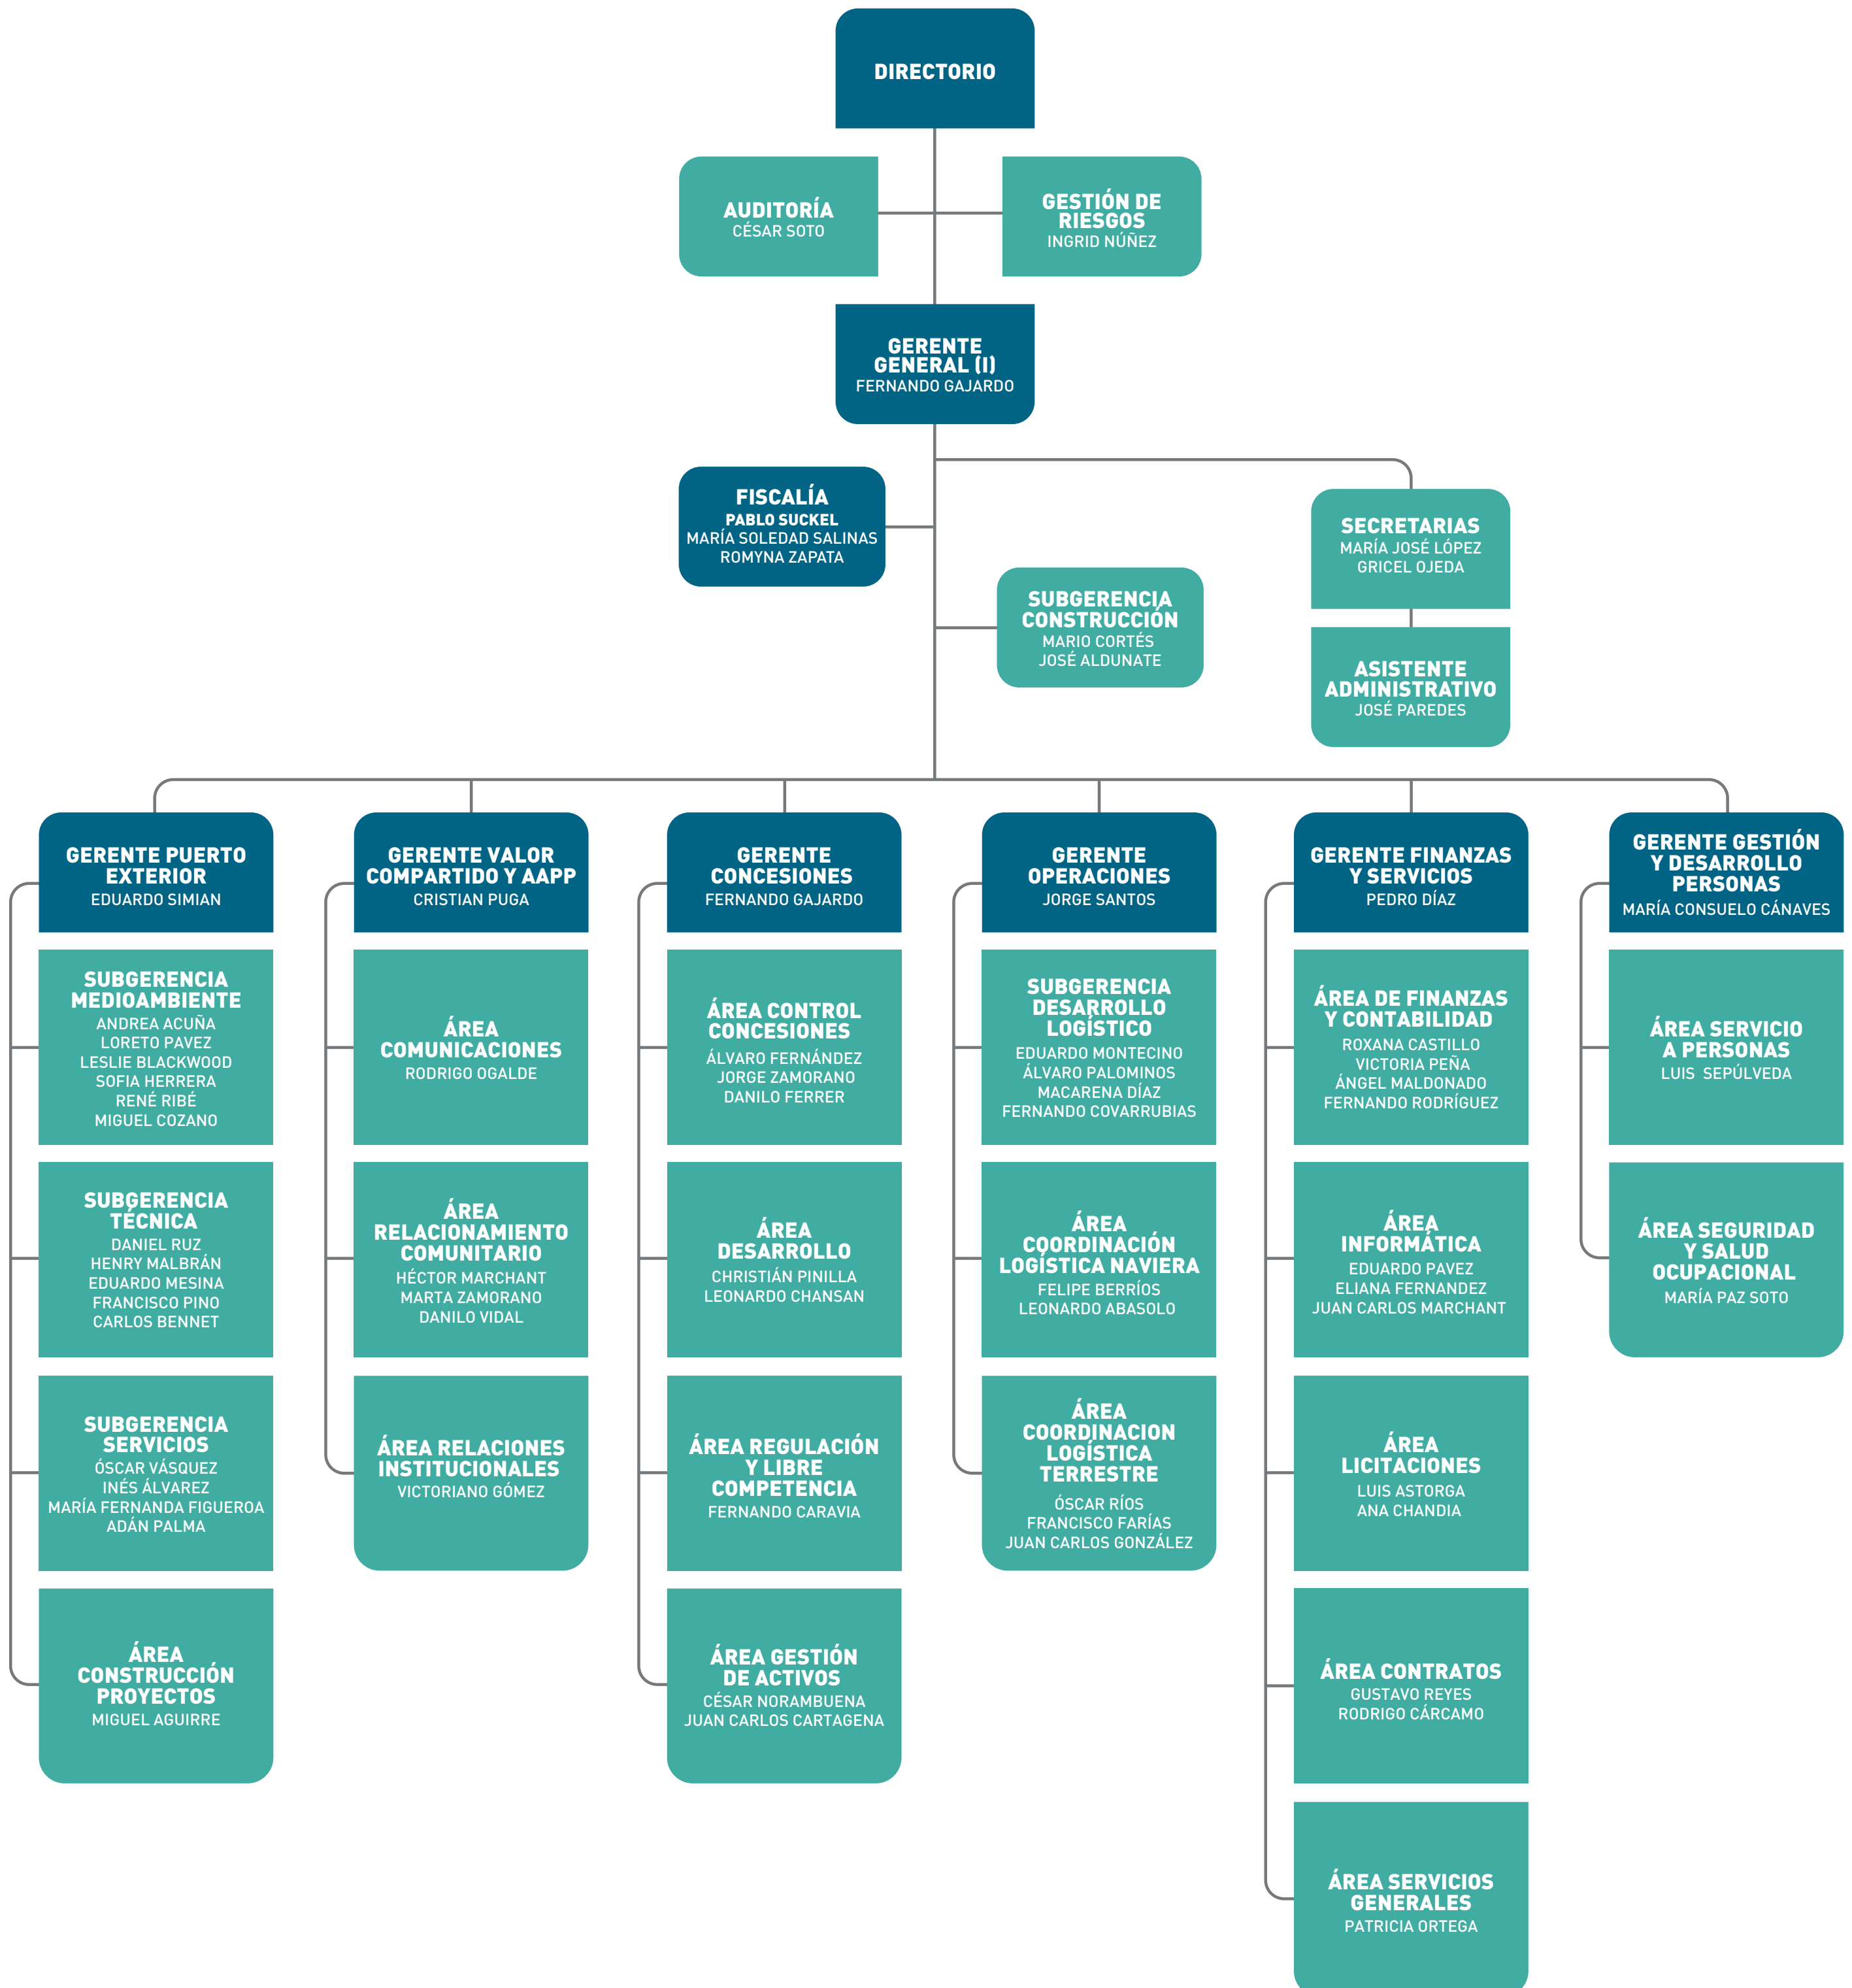 DIRECTORIO
AUDITORÍA
CÉSAR SOTO
GESTIÓN DE
RIESGOS
INGRID NÚÑEZ
GERENTE
GENERAL (I)
FERNANDO GAJARDO
FISCALÍA
PABLO SUCKEL
MARÍA SOLEDAD SALINAS
ROMYNA ZAPATA
SECRETARIAS
MARÍA JOSÉ LÓPEZ
GRICEL OJEDA
SUBGERENCIA
CONSTRUCCIÓN
MARIO CORTÉS
JOSÉ ALDUNATE
ASISTENTE
ADMINISTRATIVO
JOSÉ PAREDES
GERENTE PUERTO
EXTERIOR
EDUARDO SIMIAN
SUBGERENCIA
MEDIOAMBIENTE
ANDREA ACUÑA
LORETO PAVEZ
LESLIE BLACKWOOD
SOFIA HERRERA
RENÉ RIBÉ
MIGUEL COZANO
SUBGERENCIA
TÉCNICA
DANIEL RUZ
HENRY MALBRÁN
EDUARDO MESINA
FRANCISCO PINO
CARLOS BENNET
SUBGERENCIA
SERVICIOS
ÓSCAR VÁSQUEZ
INÉS ÁLVAREZ
MARÍA FERNANDA FIGUEROA
ADÁN PALMA
ÁREA
CONSTRUCCIÓN
PROYECTOS
MIGUEL AGUIRRE
GERENTE VALOR
COMPARTIDO Y AAPP
CRISTIAN PUGA
ÁREA
COMUNICACIONES
RODRIGO OGALDE
ÁREA
RELACIONAMIENTO
COMUNITARIO
HÉCTOR MARCHANT
MARTA ZAMORANO
DANILO VIDAL
ÁREA RELACIONES
INSTITUCIONALES
VICTORIANO GÓMEZ
GERENTE
CONCESIONES
FERNANDO GAJARDO
ÁREA CONTROL
CONCESIONES
ÁLVARO FERNÁNDEZ
JORGE ZAMORANO
DANILO FERRER
ÁREA
DESARROLLO
CHRISTIÁN PINILLA
LEONARDO CHANSAN
ÁREA REGULACIÓN
Y LIBRE
COMPETENCIA
FERNANDO CARAVIA
ÁREA GESTIÓN
DE ACTIVOS
CÉSAR NORAMBUENA
JUAN CARLOS CARTAGENA
GERENTE
OPERACIONES
JORGE SANTOS
SUBGERENCIA
DESARROLLO
LOGÍSTICO
EDUARDO MONTECINO
ÁLVARO PALOMINOS
MACARENA DÍAZ
FERNANDO COVARRUBIAS
ÁREA
COORDINACIÓN
LOGÍSTICA NAVIERA
FELIPE BERRÍOS
LEONARDO ABASOLO
ÁREA
COORDINACION
LOGÍSTICA
TERRESTRE
ÓSCAR RÍOS
FRANCISCO FARÍAS
JUAN CARLOS GONZÁLEZ
GERENTE FINANZAS
Y SERVICIOS
PEDRO DÍAZ
ÁREA DE FINANZAS
Y CONTABILIDAD
ROXANA CASTILLO
VICTORIA PEÑA
ÁNGEL MALDONADO
FERNANDO RODRÍGUEZ
ÁREA
INFORMÁTICA
EDUARDO PAVEZ
ELIANA FERNANDEZ
JUAN CARLOS MARCHANT
ÁREA
LICITACIONES
LUIS ASTORGA
ANA CHANDIA
ÁREA CONTRATOS
GUSTAVO REYES
RODRIGO CÁRCAMO
ÁREA SERVICIOS
GENERALES
PATRICIA ORTEGA
GERENTE GESTIÓN
Y DESARROLLO
PERSONAS
MARÍA CONSUELO CÁNAVES
ÁREA SERVICIO
A PERSONAS
LUIS SEPÚLVEDA
ÁREA SEGURIDAD
Y SALUD
OCUPACIONAL
MARÍA PAZ SOTO